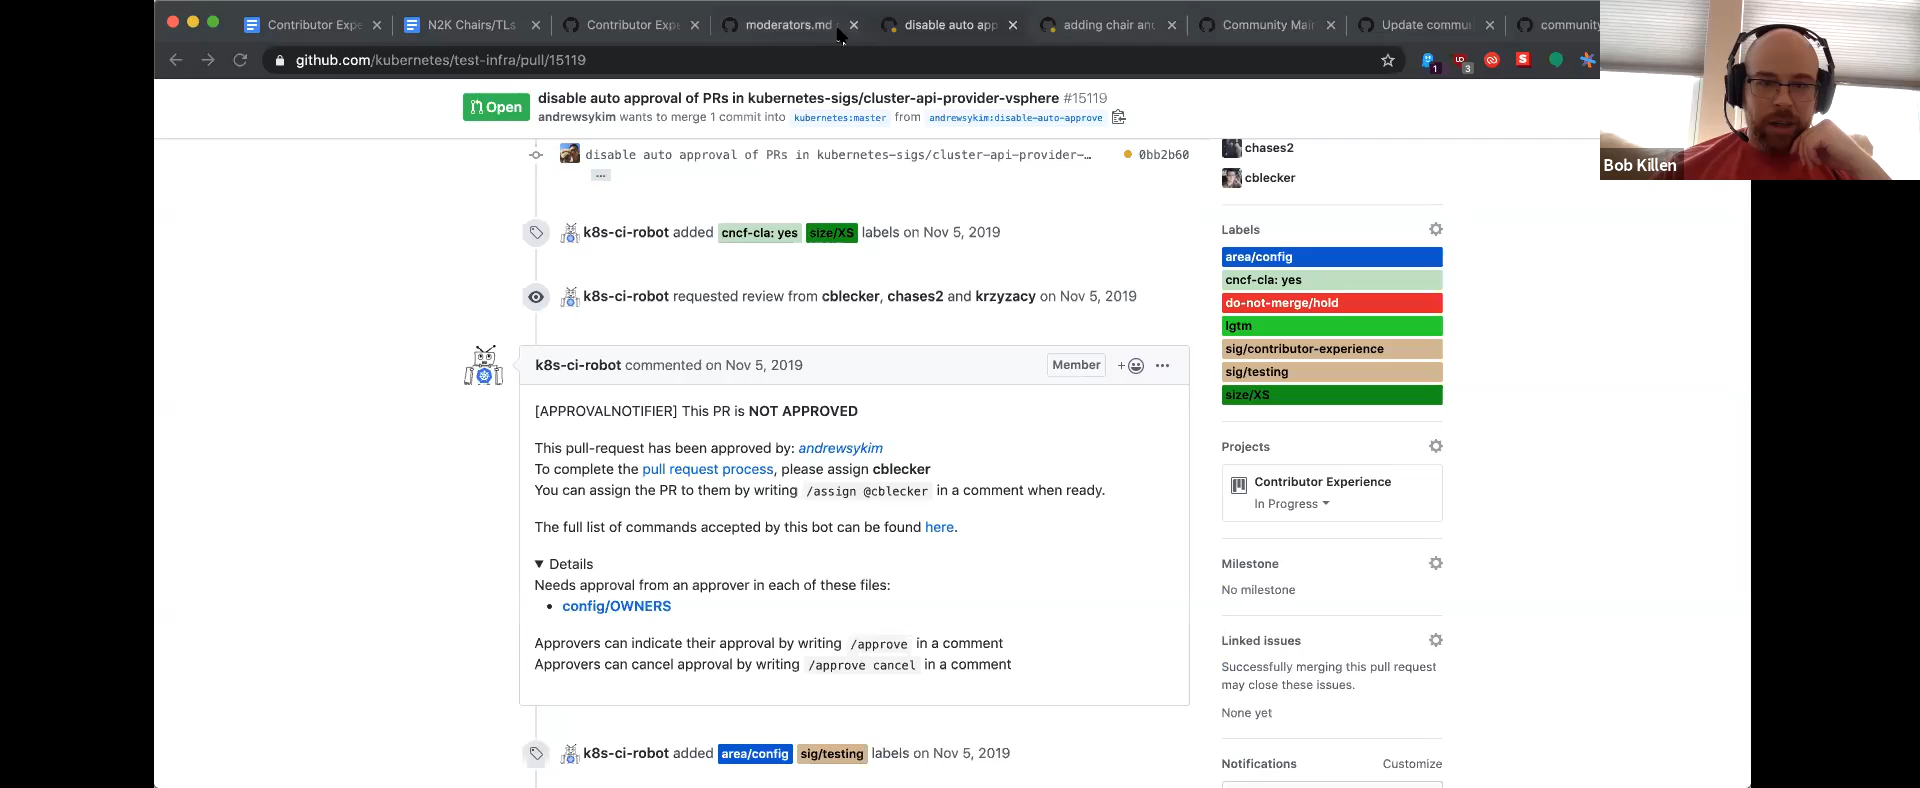 Contributor Expe
N2K Chairs/TLs
Contributor Expe
moderators.md
disable auto app
adding chair and
Community Main
Update commu
community
github.com/kubernetes/test-infra/pull/15119
1
3
S
Open
disable auto approval of PRs in kubernetes-sigs/cluster-api-provider-vsphere #15119
andrewsykim wants to merge 1 commit into kubernetes:master from andrewsykim:disable-auto-approve
Bob Killen
disable auto approval of PRs in kubernetes-sigs/cluster-api-provider-… 0bb2b60
…
k8s-ci-robot added cncf-cla: yes size/XS labels on Nov 5, 2019
k8s-ci-robot requested review from cblecker, chases2 and krzyzacy on Nov 5, 2019
k8s-ci-robot commented on Nov 5, 2019
Member
[APPROVALNOTIFIER] This PR is NOT APPROVED
This pull-request has been approved by: andrewsykim
To complete the pull request process, please assign cblecker
You can assign the PR to them by writing /assign @cblecker in a comment when ready.
The full list of commands accepted by this bot can be found here.
▼ Details
Needs approval from an approver in each of these files:
• config/OWNERS
Approvers can indicate their approval by writing /approve in a comment
Approvers can cancel approval by writing /approve cancel in a comment
k8s-ci-robot added area/config sig/testing labels on Nov 5, 2019
chases2
cblecker
Labels
area/config
cncf-cla: yes
do-not-merge/hold
lgtm
sig/contributor-experience
sig/testing
size/XS
Projects
Contributor Experience
In Progress
Milestone
No milestone
Linked issues
Successfully merging this pull request
may close these issues.
None yet
Notifications
Customize